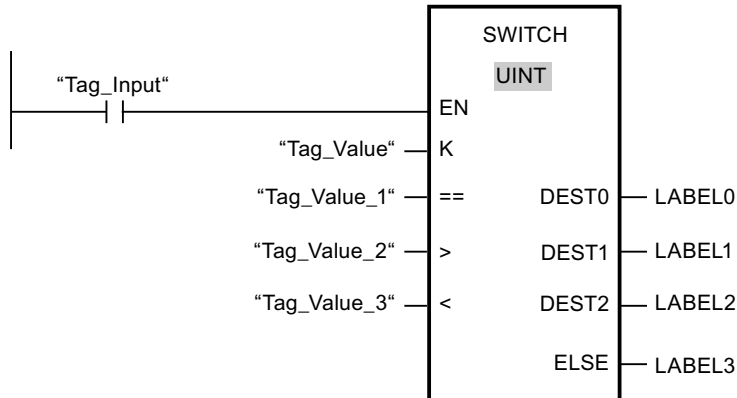 SWITCH
UINT
“Tag_Input“
EN
“Tag_Value“ K
“Tag_Value_1“ == DEST0 LABEL0
“Tag_Value_2“ > DEST1 LABEL1
“Tag_Value_3“ < DEST2 LABEL2
ELSE LABEL3